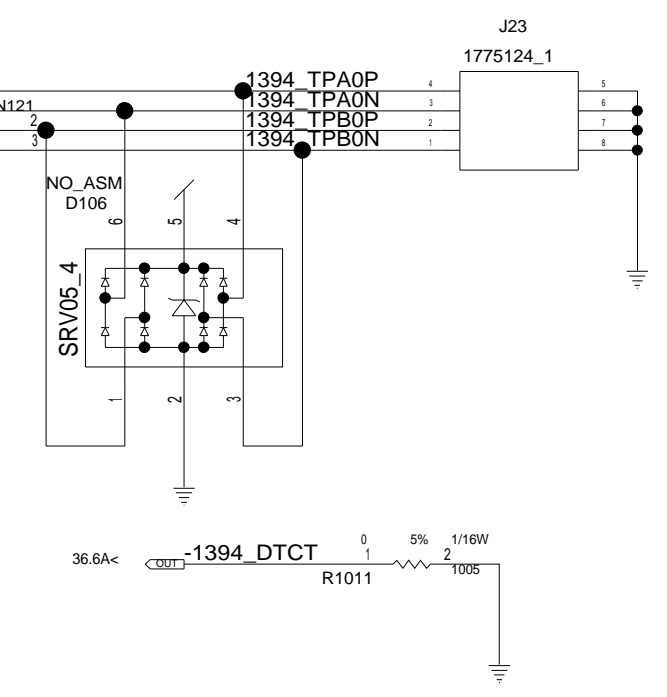 J23
1775124_1
1394_TPA0P
4
5
N121
1394_TPA0N
3
6
2
1394_TPB0P
2
7
3
1394_TPB0N
1
8
NO_ASM
D106
6
5
4
SRV05_4
1
2
3
0
5%
1/16W
36.6A<
OUT
-1394_DTCT
1
2
R1011
1005